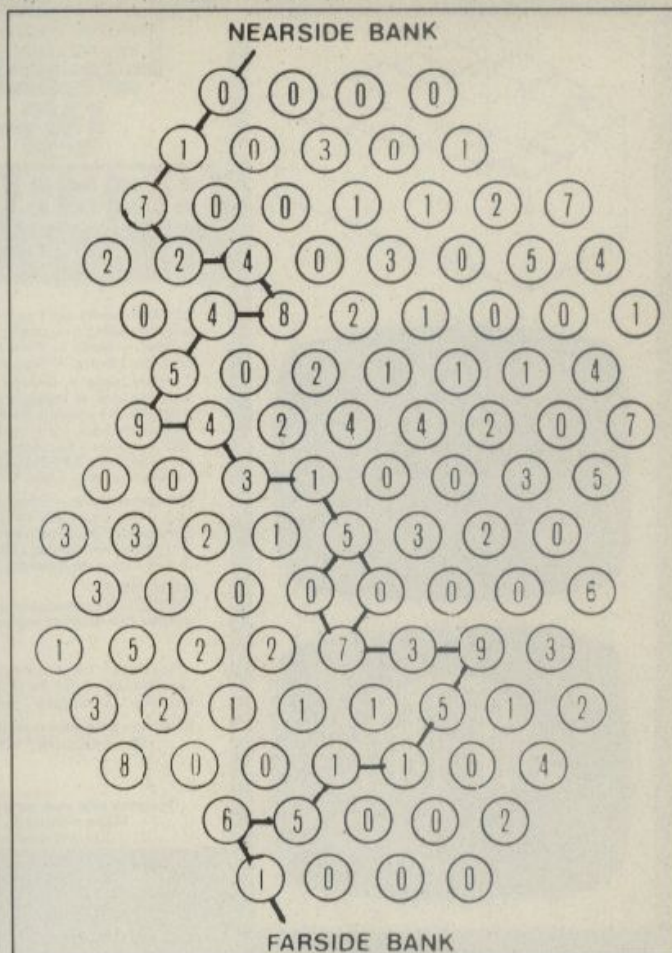 NEARSIDE BANK
0 0 0 0
1 0 3 0 1
7 0 0 1 1 2 7
2 2 4 0 3 0 5 4
0 4 8 2 1 0 0 1
5 0 2 1 1 1 4
9 4 2 4 4 2 0 7
0 0 3 1 0 0 3 5
3 3 2 1 5 3 2 0
3 1 0 0 0 0 0 6
1 5 2 2 7 3 9 3
3 2 1 1 1 5 1 2
8 0 0 1 1 0 4
6 5 0 0 2
1 0 0 0
FARSIDE BANK